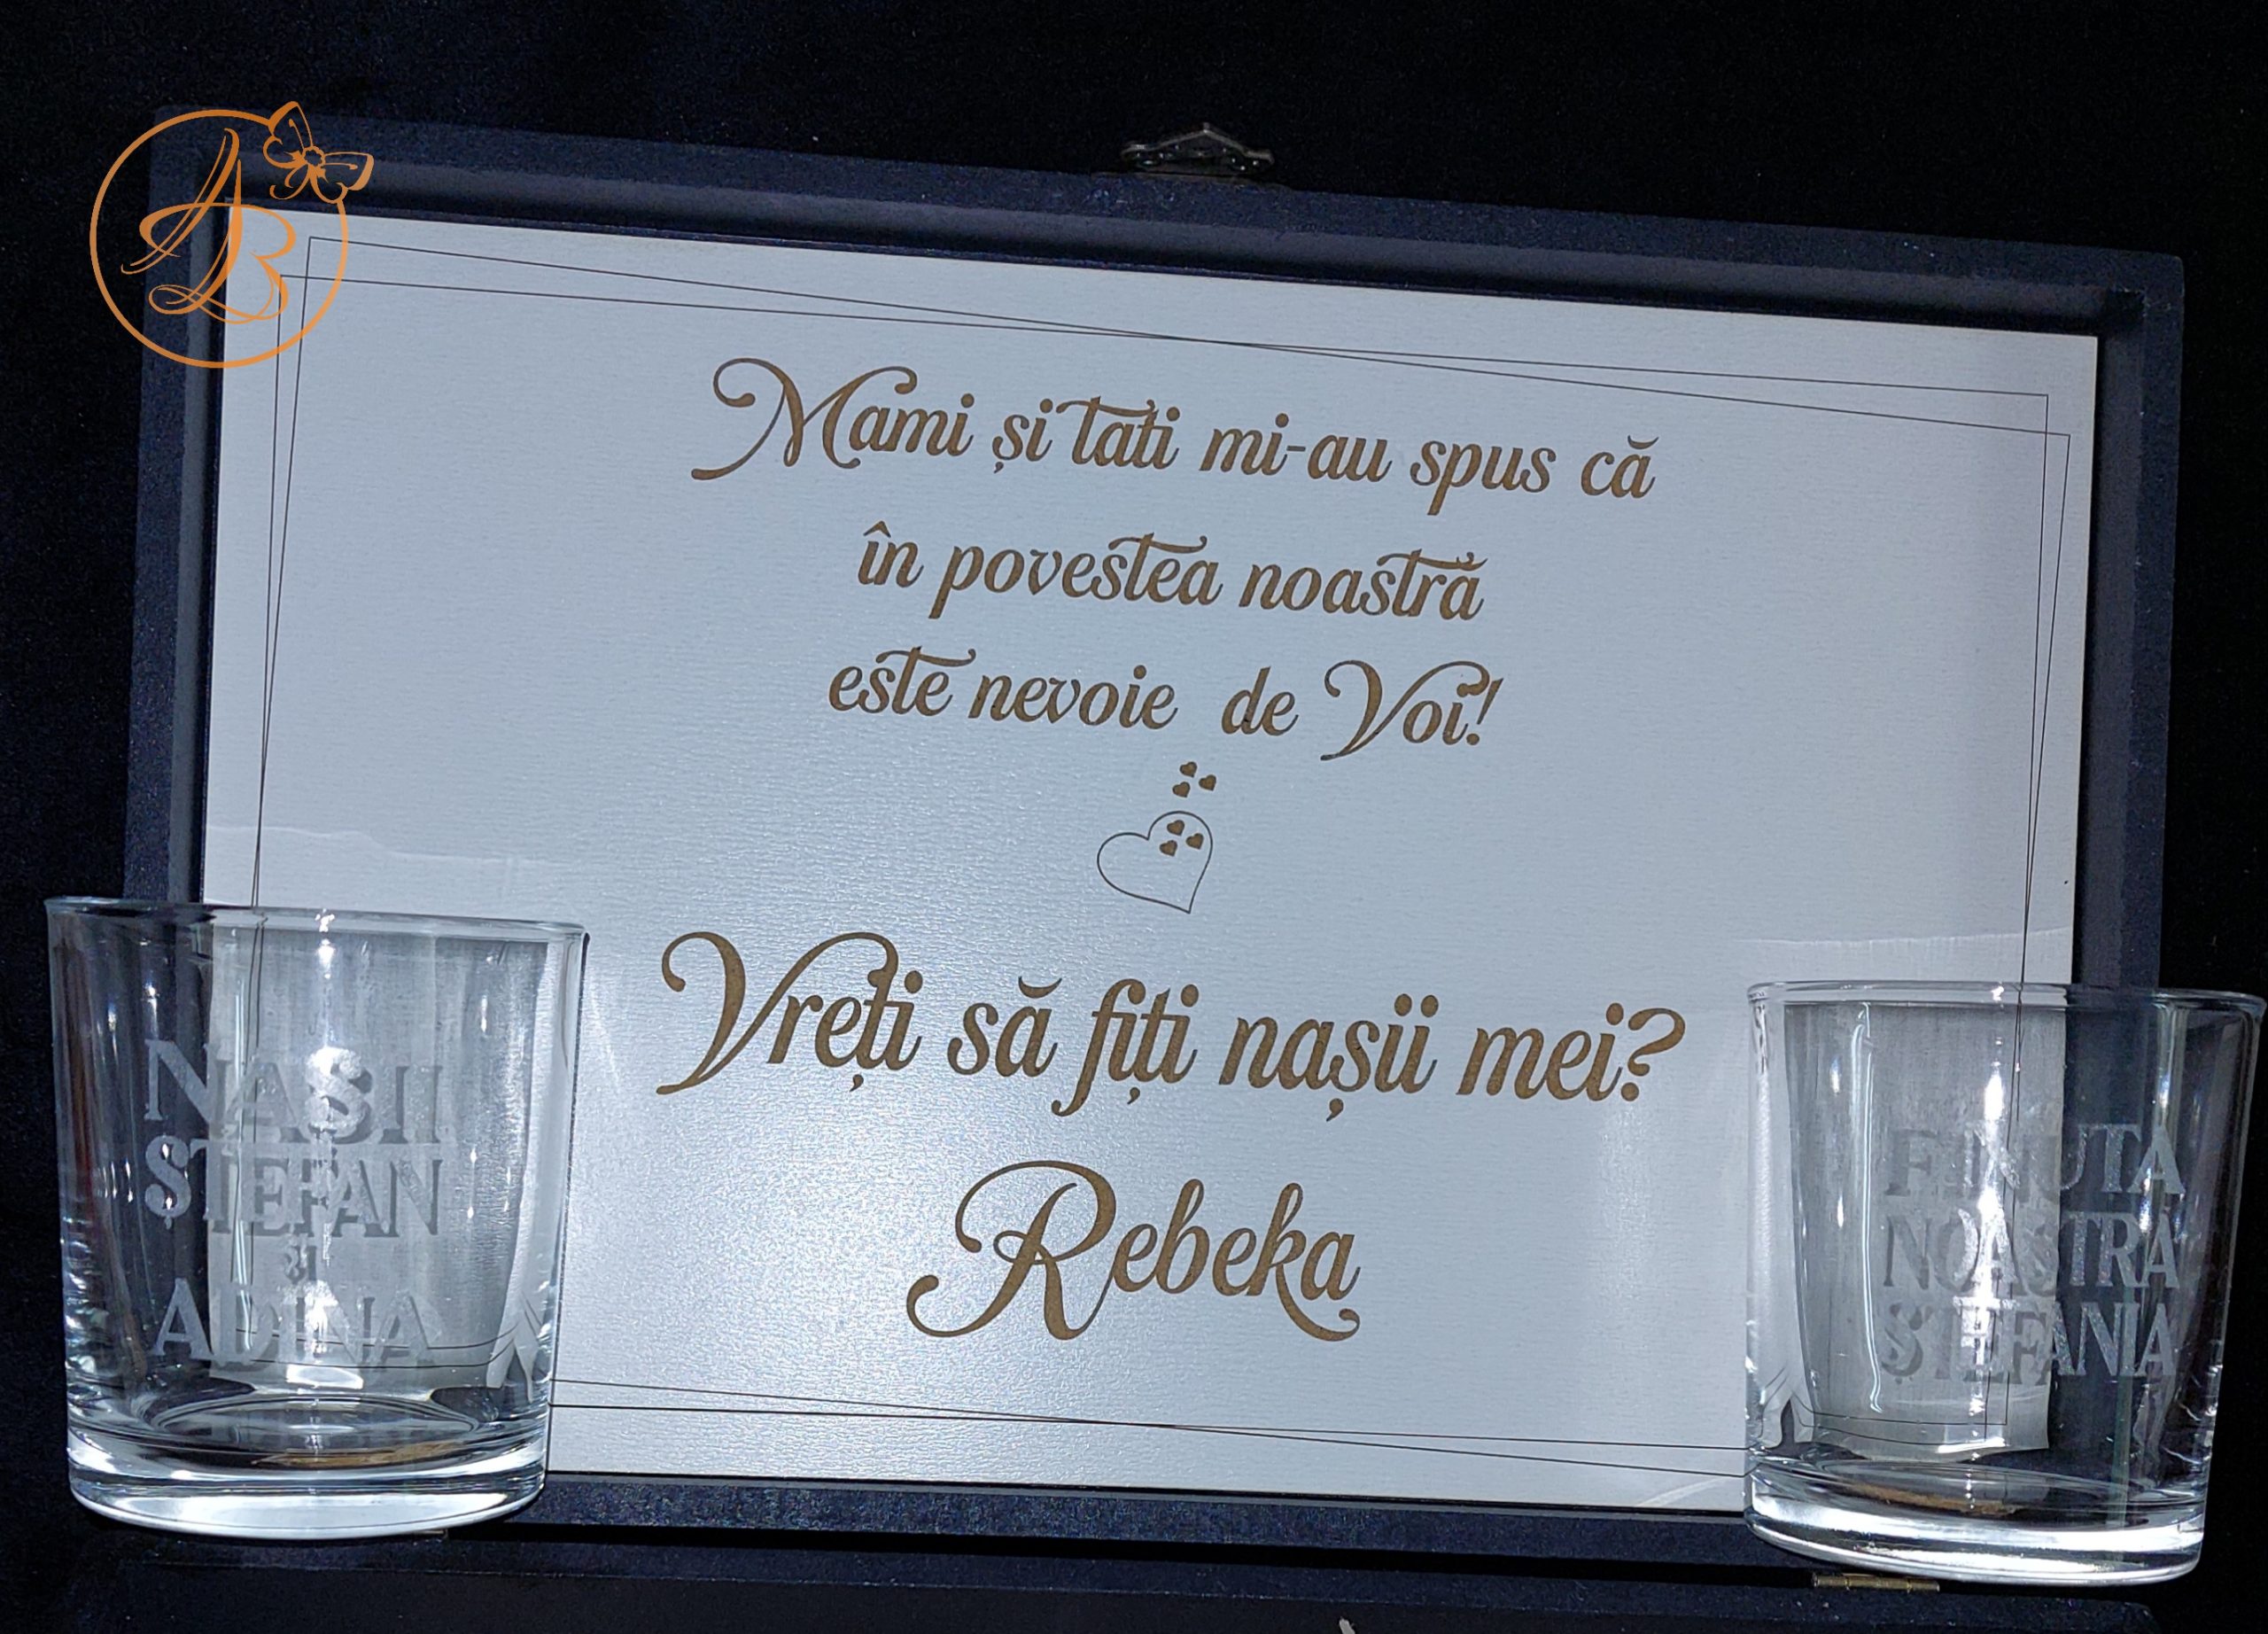 AB
Mami și tati mi-au spus că
în povestea noastră
este nevoie de Voi!
Vreți să fiți nașii mei?
Rebeka
NAȘII
ȘTEFAN
ȘI
ADINA
FINUȚA
NOASTRĂ
ȘTEFANIA